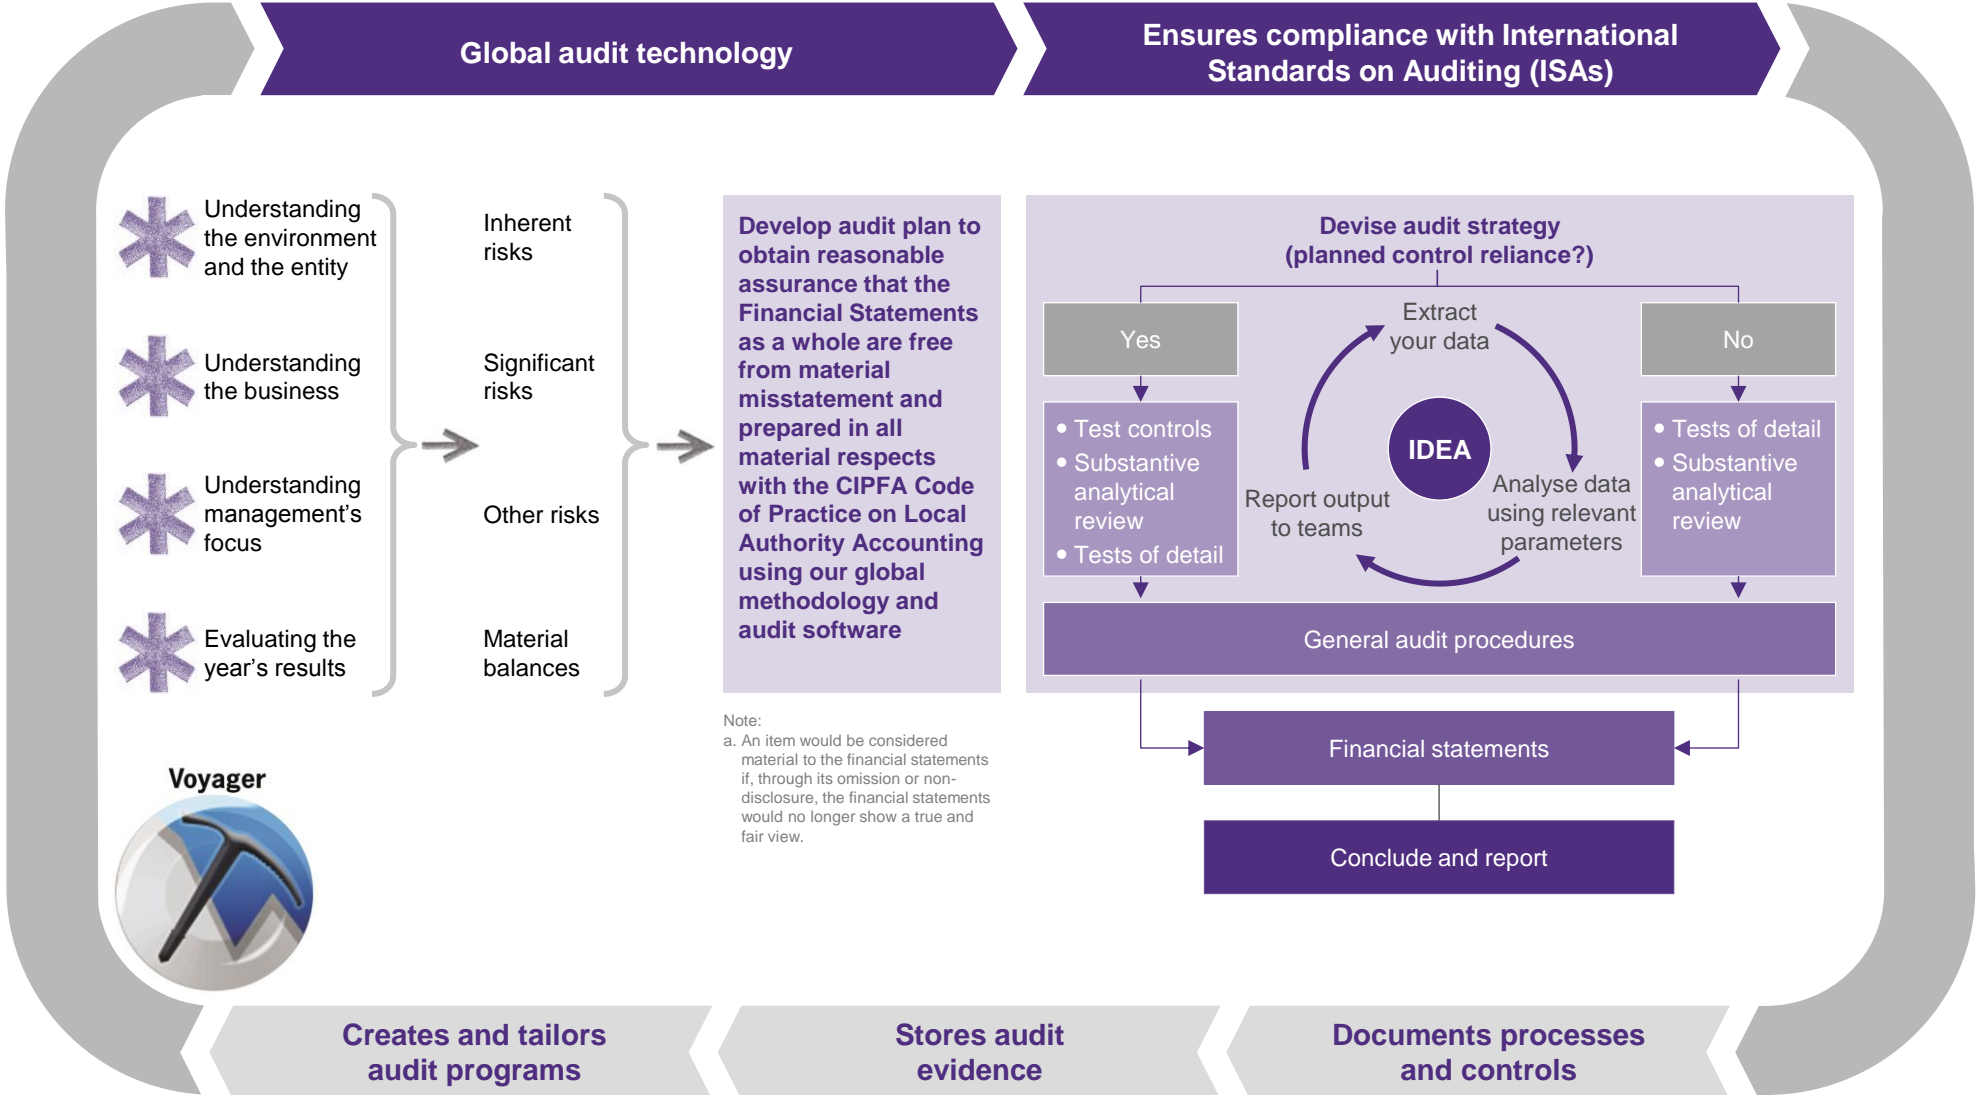 Global audit technology
Ensures compliance with International
Standards on Auditing (ISAs)
Understanding
the environment
and the entity
Understanding
the business
Understanding
management’s
focus
Evaluating the
year’s results
Inherent
risks
Significant
risks
Other risks
Material
balances
Develop audit plan to
obtain reasonable
assurance that the
Financial Statements
as a whole are free
from material
misstatement and
prepared in all
material respects
with the CIPFA Code
of Practice on Local
Authority Accounting
using our global
methodology and
audit software
Note:
a. An item would be considered
material to the financial statements
if, through its omission or non-
disclosure, the financial statements
would no longer show a true and
fair view.
Devise audit strategy
(planned control reliance?)
Yes
• Test controls
• Substantive
analytical
review
• Tests of detail
Extract
your data
IDEA
Analyse data
using relevant
parameters
Report output
to teams
No
• Tests of detail
• Substantive
analytical
review
General audit procedures
Financial statements
Conclude and report
Voyager
Creates and tailors
audit programs
Stores audit
evidence
Documents processes
and controls